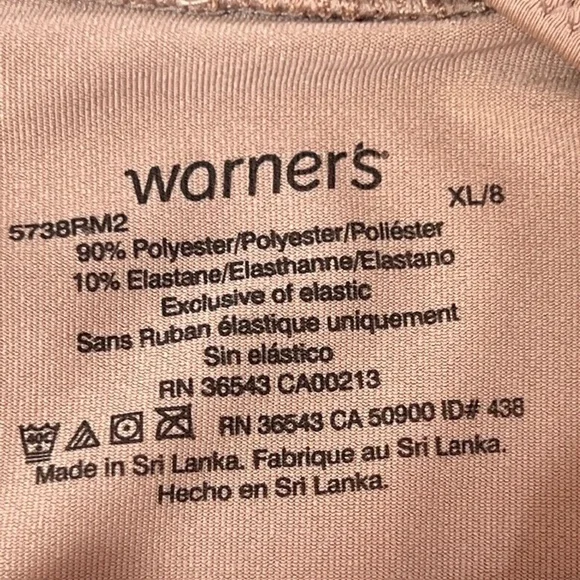 warner's
XL/8
5738RM2
90% Polyester/Polyester/Poliéster
10% Elastane/Elasthanne/Elastano
Exclusive of elastic
Sans Ruban élastique uniquement
Sin elástico
RN 36543 CA00213
40C RN 36543 CA 50900 ID# 438
Made in Sri Lanka. Fabrique au Sri Lanka.
Hecho en Sri Lanka.